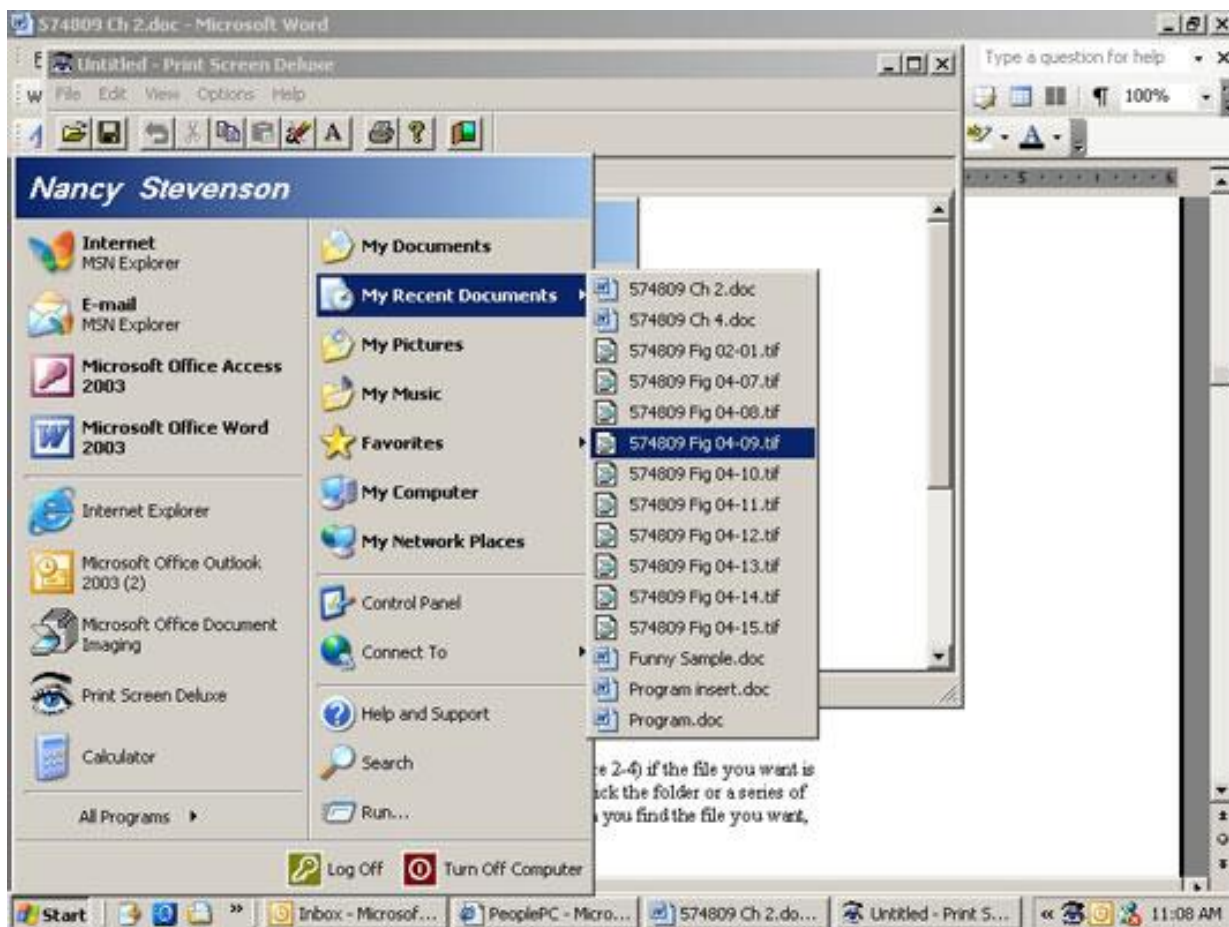 574809 Ch 2.doc - Microsoft Word
Untitled - Print Screen Deluxe
Type a question for help
File Edit View Options Help
100%
Nancy Stevenson
Internet
MSN Explorer
E-mail
MSN Explorer
Microsoft Office Access
2003
Microsoft Office Word
2003
Internet Explorer
Microsoft Office Outlook
2003 (2)
Microsoft Office Document
Imaging
Print Screen Deluxe
Calculator
All Programs
My Documents
My Recent Documents
My Pictures
My Music
Favorites
My Computer
My Network Places
Control Panel
Connect To
Help and Support
Search
Run...
574809 Ch 2.doc
574809 Ch 4.doc
574809 Fig 02-01.tif
574809 Fig 04-07.tif
574809 Fig 04-08.tif
574809 Fig 04-09.tif
574809 Fig 04-10.tif
574809 Fig 04-11.tif
574809 Fig 04-12.tif
574809 Fig 04-13.tif
574809 Fig 04-14.tif
574809 Fig 04-15.tif
Funny Sample.doc
Program insert.doc
Program.doc
2-4) if the file you want is
the folder or a series of
you find the file you want,
Log Off Turn Off Computer
Start
Inbox - Microsof...
PeoplePC - Micro...
574809 Ch 2.do...
Untitled - Print S...
11:08 AM